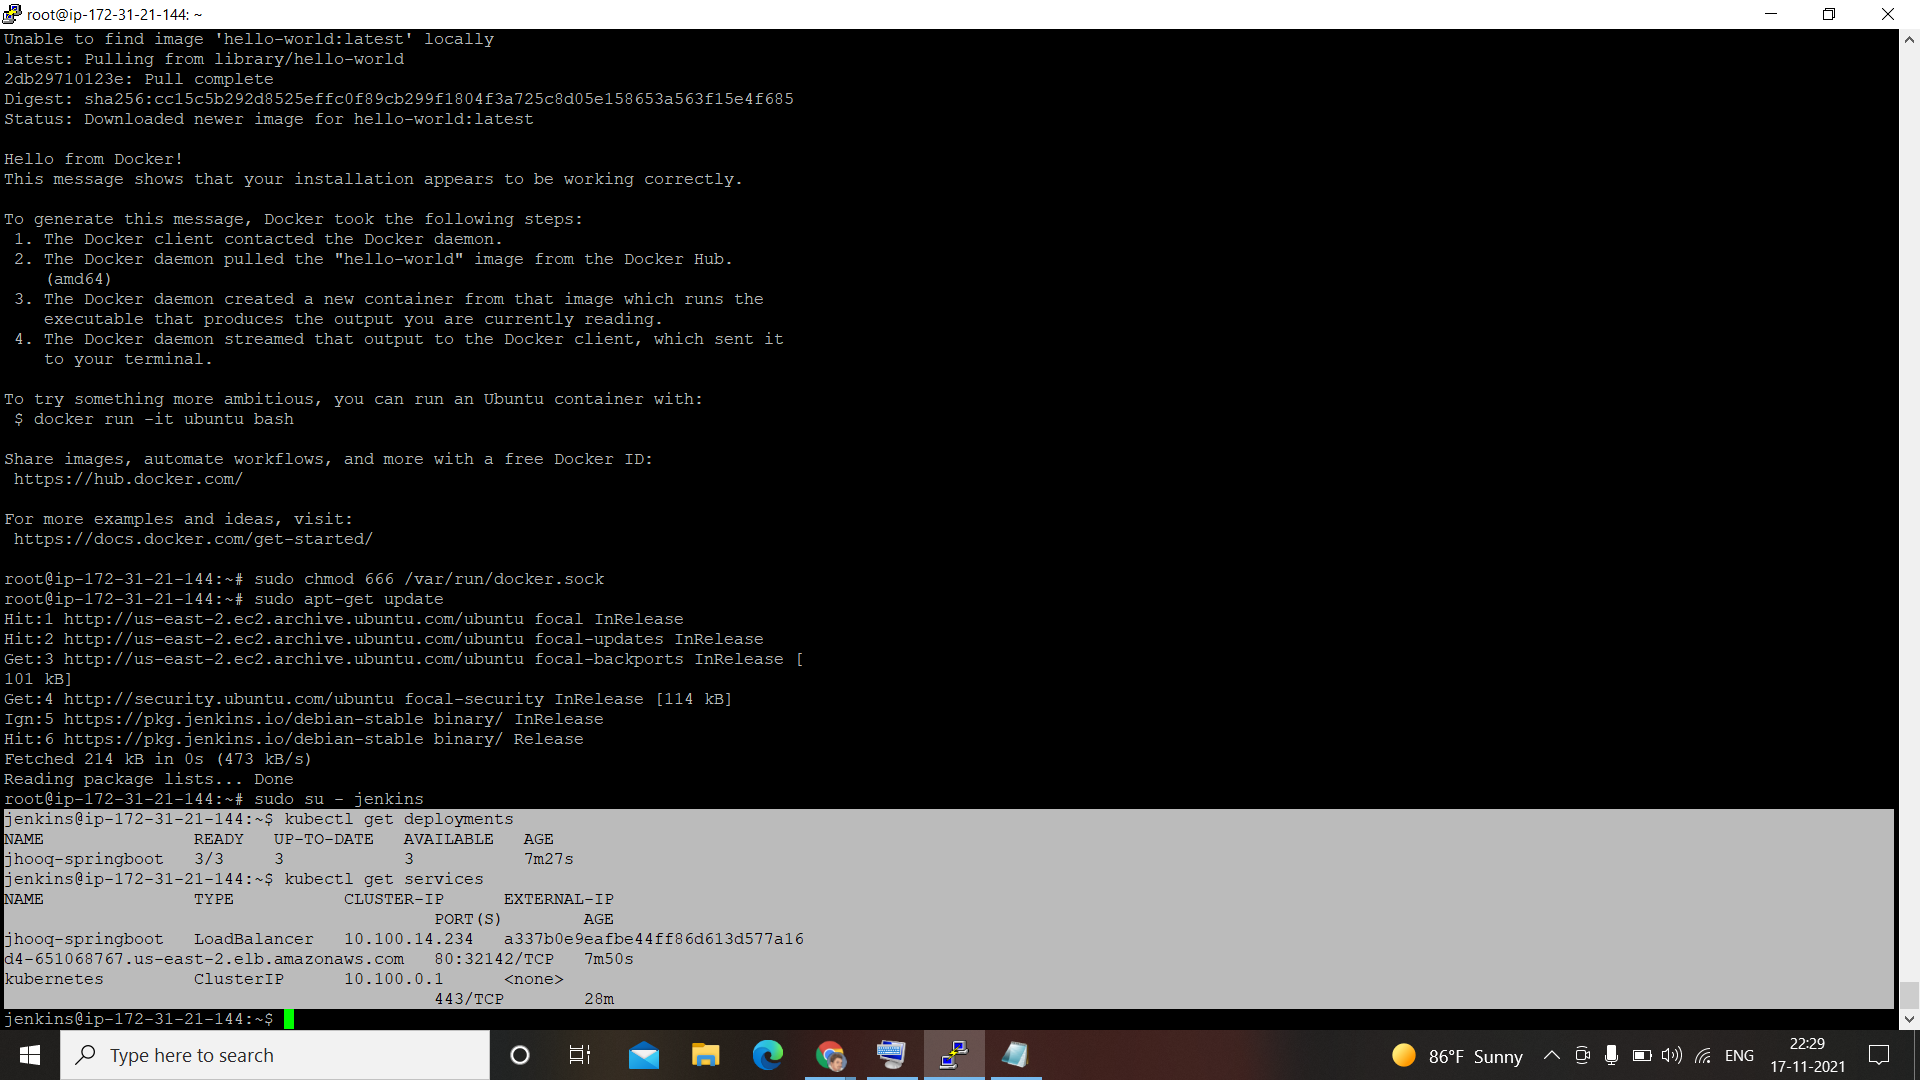 root@ip-172-31-21-144: ~
Unable to find image 'hello-world:latest' locally
latest: Pulling from library/hello-world
2db29710123e: Pull complete
Digest: sha256:cc15c5b292d8525effc0f89cb299f1804f3a725c8d05e158653a563f15e4f685
Status: Downloaded newer image for hello-world:latest

Hello from Docker!
This message shows that your installation appears to be working correctly.

To generate this message, Docker took the following steps:
 1. The Docker client contacted the Docker daemon.
 2. The Docker daemon pulled the "hello-world" image from the Docker Hub.
    (amd64)
 3. The Docker daemon created a new container from that image which runs the
    executable that produces the output you are currently reading.
 4. The Docker daemon streamed that output to the Docker client, which sent it
    to your terminal.

To try something more ambitious, you can run an Ubuntu container with:
 $ docker run -it ubuntu bash

Share images, automate workflows, and more with a free Docker ID:
 https://hub.docker.com/

For more examples and ideas, visit:
 https://docs.docker.com/get-started/

root@ip-172-31-21-144:~# sudo chmod 666 /var/run/docker.sock
root@ip-172-31-21-144:~# sudo apt-get update
Hit:1 http://us-east-2.ec2.archive.ubuntu.com/ubuntu focal InRelease
Hit:2 http://us-east-2.ec2.archive.ubuntu.com/ubuntu focal-updates InRelease
Get:3 http://us-east-2.ec2.archive.ubuntu.com/ubuntu focal-backports InRelease [
101 kB]
Get:4 http://security.ubuntu.com/ubuntu focal-security InRelease [114 kB]
Ign:5 https://pkg.jenkins.io/debian-stable binary/ InRelease
Hit:6 https://pkg.jenkins.io/debian-stable binary/ Release
Fetched 214 kB in 0s (473 kB/s)
Reading package lists... Done
root@ip-172-31-21-144:~# sudo su - jenkins
jenkins@ip-172-31-21-144:~$ kubectl get deployments
NAME               READY   UP-TO-DATE   AVAILABLE   AGE
jhooq-springboot   3/3     3            3           7m27s
jenkins@ip-172-31-21-144:~$ kubectl get services
NAME               TYPE           CLUSTER-IP      EXTERNAL-IP
                                           PORT(S)        AGE
jhooq-springboot   LoadBalancer   10.100.14.234   a337b0e9eafbe44ff86d613d577a16
d4-651068767.us-east-2.elb.amazonaws.com   80:32142/TCP   7m50s
kubernetes         ClusterIP      10.100.0.1      <none>
                                           443/TCP        28m
jenkins@ip-172-31-21-144:~$
Type here to search
86°F Sunny
ENG
22:29
17-11-2021